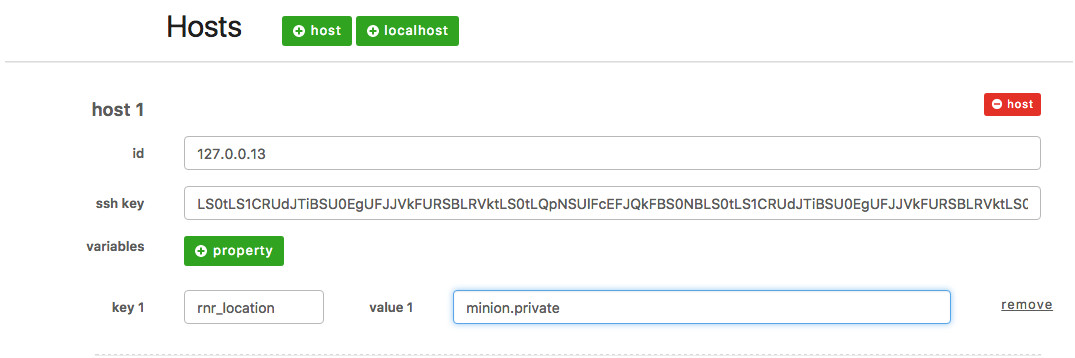 Hosts host localhost
host 1 host
id 127.0.0.13
ssh key LS0tLS1CRUdJTiBSU0EgUFJJVkFURSBLRVktLS0tLQpNSUlFcEFJQkFBS0NBLS0tLS1CRUdJTiBSU0EgUFJJVkFURSBLRVktLS0
variables property
key 1 rnr_location value 1 minion.private remove